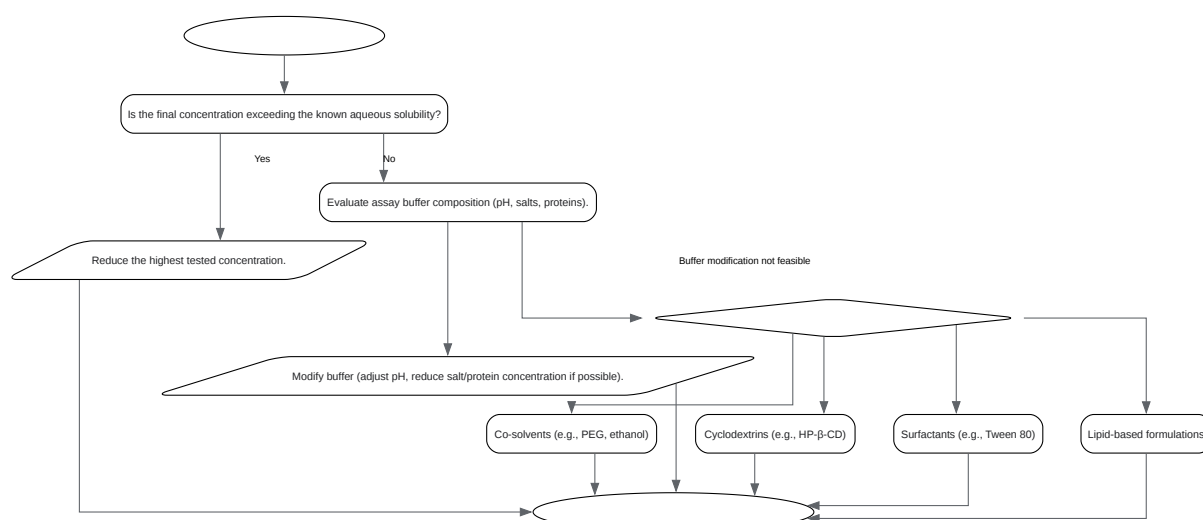 Is the final concentration exceeding the known aqueous solubility?
Yes
No
Evaluate assay buffer composition (pH, salts, proteins).
Reduce the highest tested concentration.
Buffer modification not feasible
Modify buffer (adjust pH, reduce salt/protein concentration if possible).
Co-solvents (e.g., PEG, ethanol)
Cyclodextrins (e.g., HP-β-CD)
Surfactants (e.g., Tween 80)
Lipid-based formulations